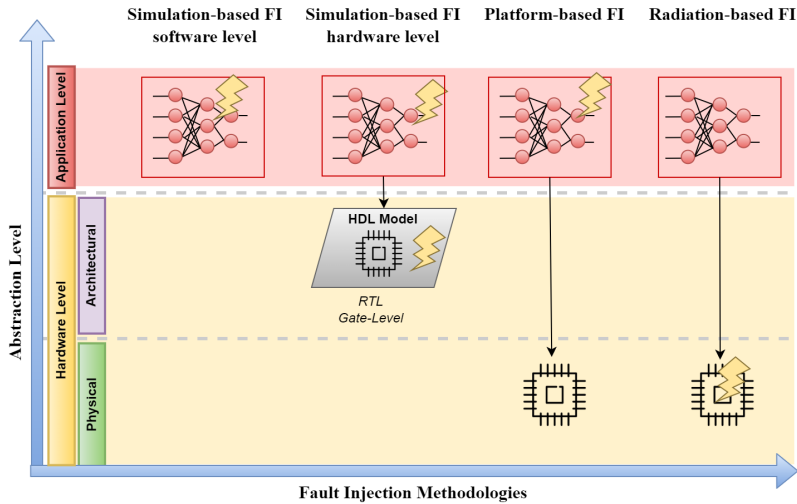 Simulation-based FI
software level
Simulation-based FI
hardware level
Platform-based FI
Radiation-based FI
Abstraction Level
Application Level
Hardware Level
Architectural
Physical
HDL Model
RTL
Gate-Level
Fault Injection Methodologies